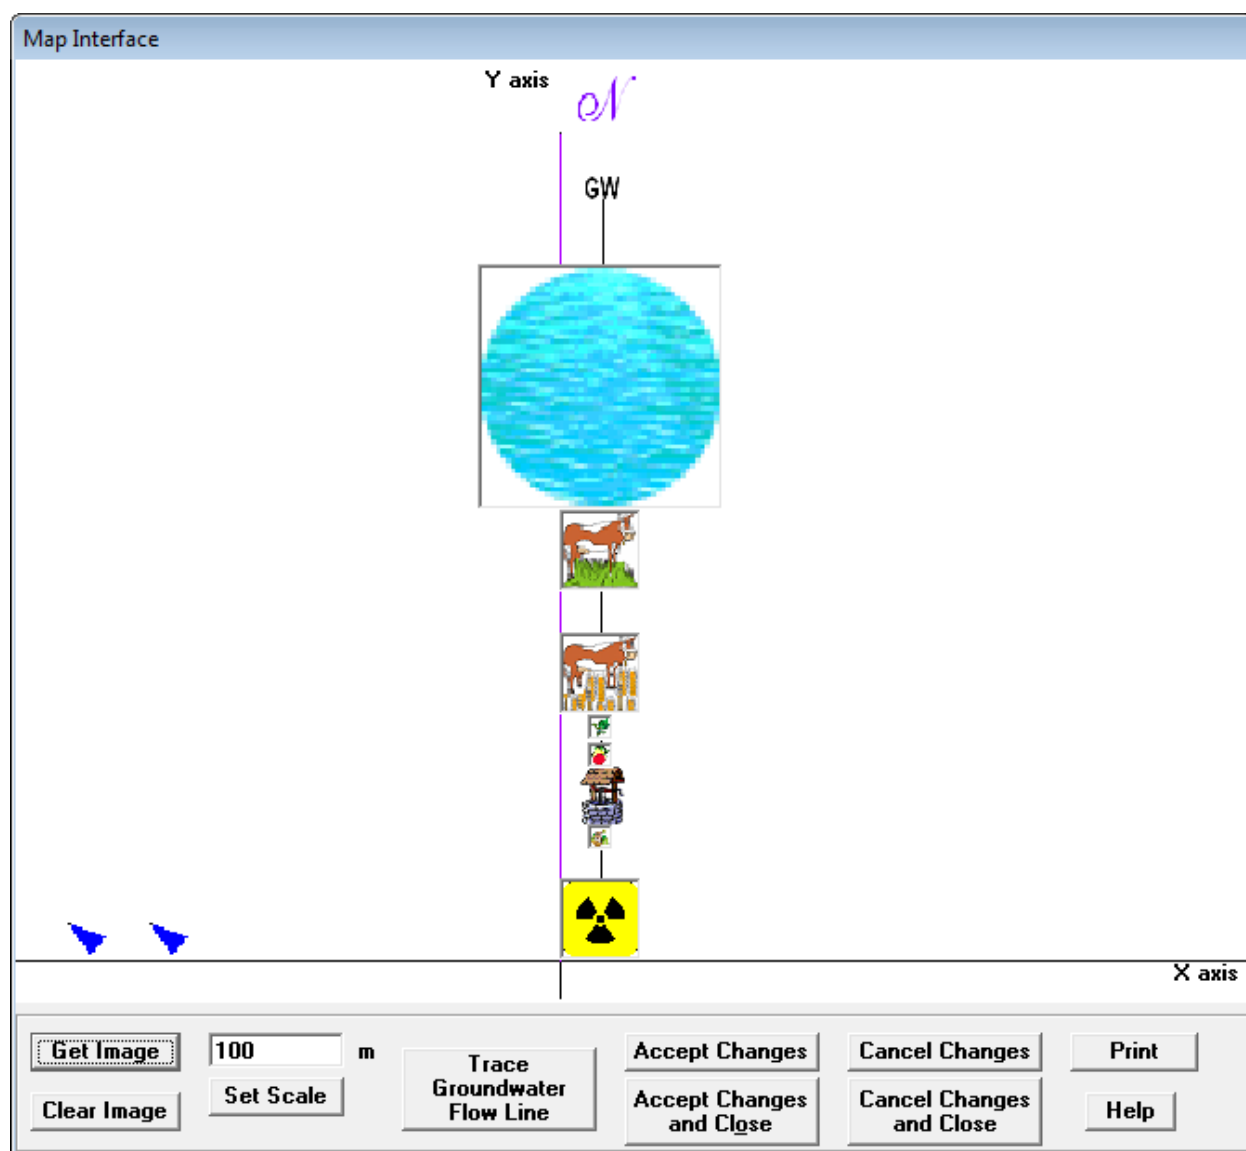 Map Interface
Y axis
N
GW
X axis
Get Image
100
m
Set Scale
Clear Image
Trace
Groundwater
Flow Line
Accept Changes
Accept Changes
and Close
Cancel Changes
Cancel Changes
and Close
Print
Help